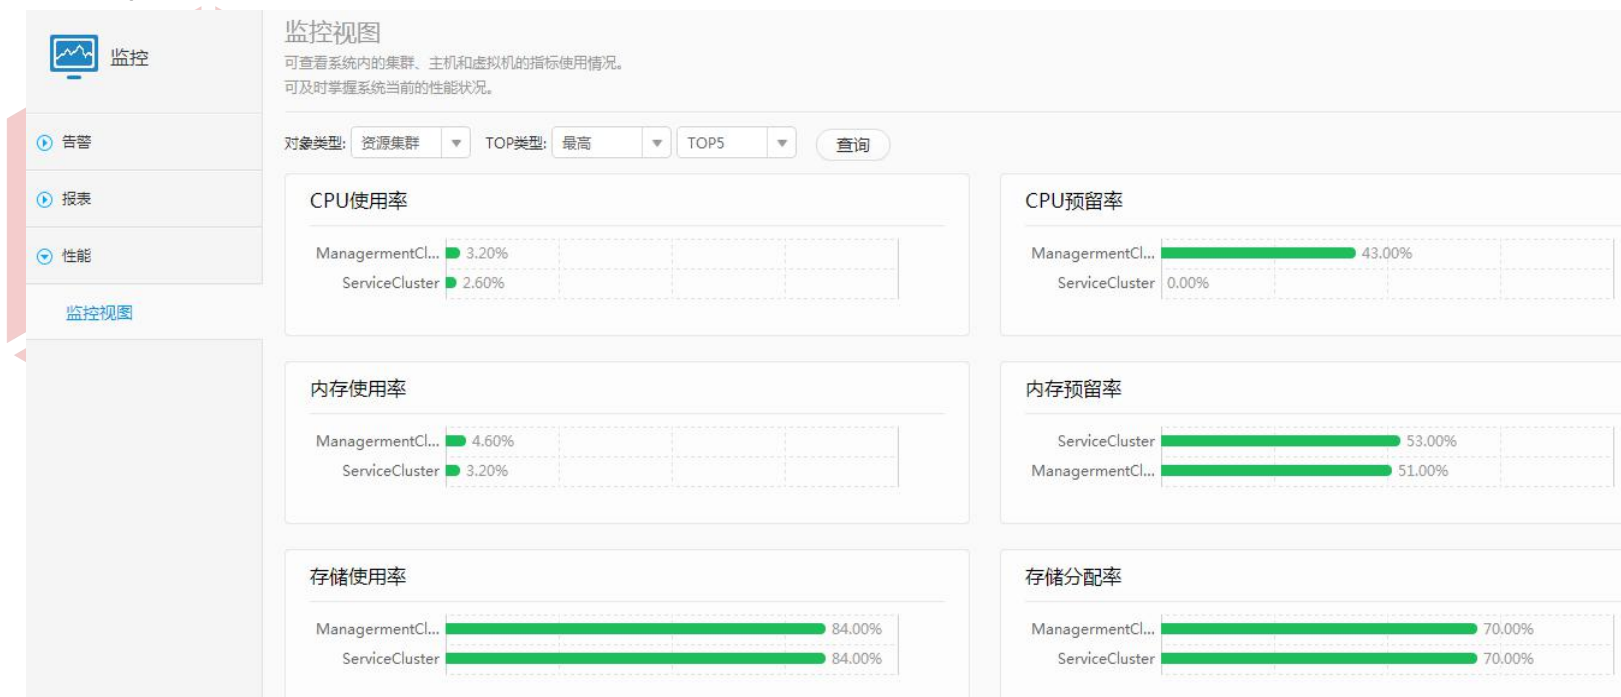 监控
告警
报表
性能
监控视图
监控视图
可查看系统内的集群、主机和虚拟机的指标使用情况。
可及时掌握系统当前的性能状况。
对象类型: 资源集群 TOP类型: 最高 TOP5 查询
CPU使用率
ManagermentCl... 3.20%
ServiceCluster 2.60%
CPU预留率
ManagermentCl... 43.00%
ServiceCluster 0.00%
内存使用率
ManagermentCl... 4.60%
ServiceCluster 3.20%
内存预留率
ServiceCluster 53.00%
ManagermentCl... 51.00%
存储使用率
ManagermentCl... 84.00%
ServiceCluster 84.00%
存储分配率
ManagermentCl... 70.00%
ServiceCluster 70.00%